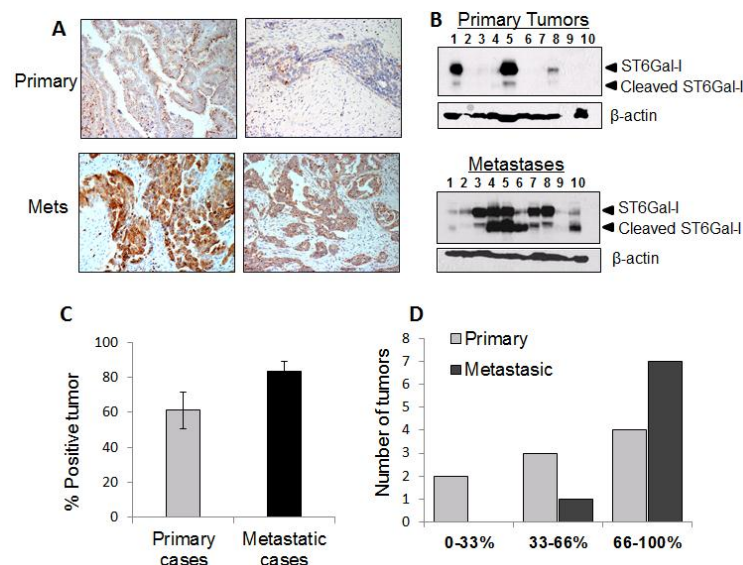 A
Primary
Mets
B
Primary Tumors
1 2 3 4 5 6 7 8 9 10
ST6Gal-I
Cleaved ST6Gal-I
β-actin
Metastases
1 2 3 4 5 6 7 8 9 10
ST6Gal-I
Cleaved ST6Gal-I
β-actin
C
% Positive tumor
100
80
60
40
20
0
Primary cases
Metastatic cases
D
Number of tumors
8
7
6
5
4
3
2
1
0
Primary
Metastasic
0-33%
33-66%
66-100%